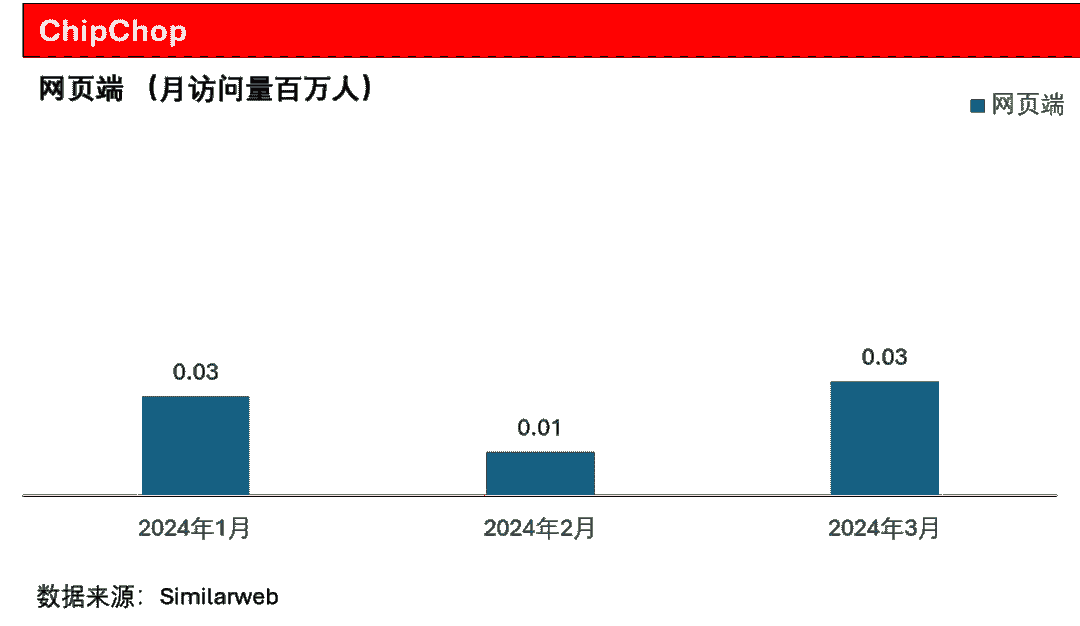 ChipChop
网页端 （月访问量百万人）
网页端
0.03
0.01
0.03
2024年1月
2024年2月
2024年3月
数据来源：Similarweb